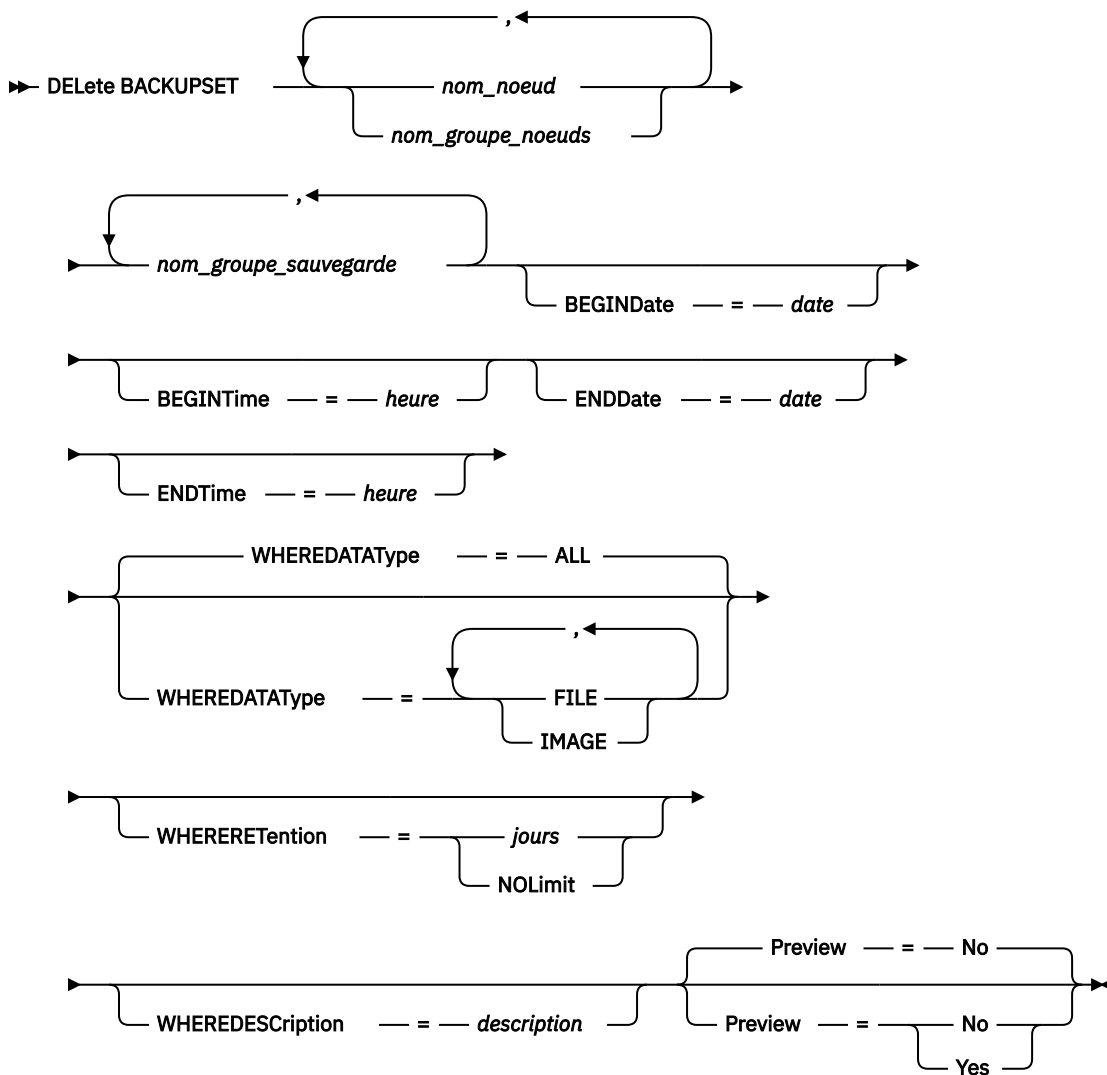 ,
DELete BACKUPSET nom_noeud
nom_groupe_noeuds
,
nom_groupe_sauvegarde
BEGINDate = date
BEGINTime = heure ENDDate = date
ENDTime = heure
WHEREDATAType = ALL
,
WHEREDATAType = FILE
IMAGE
WHERERETention = jours
NOLimit
Preview = No
WHEREDESCription = description Preview = No
Yes